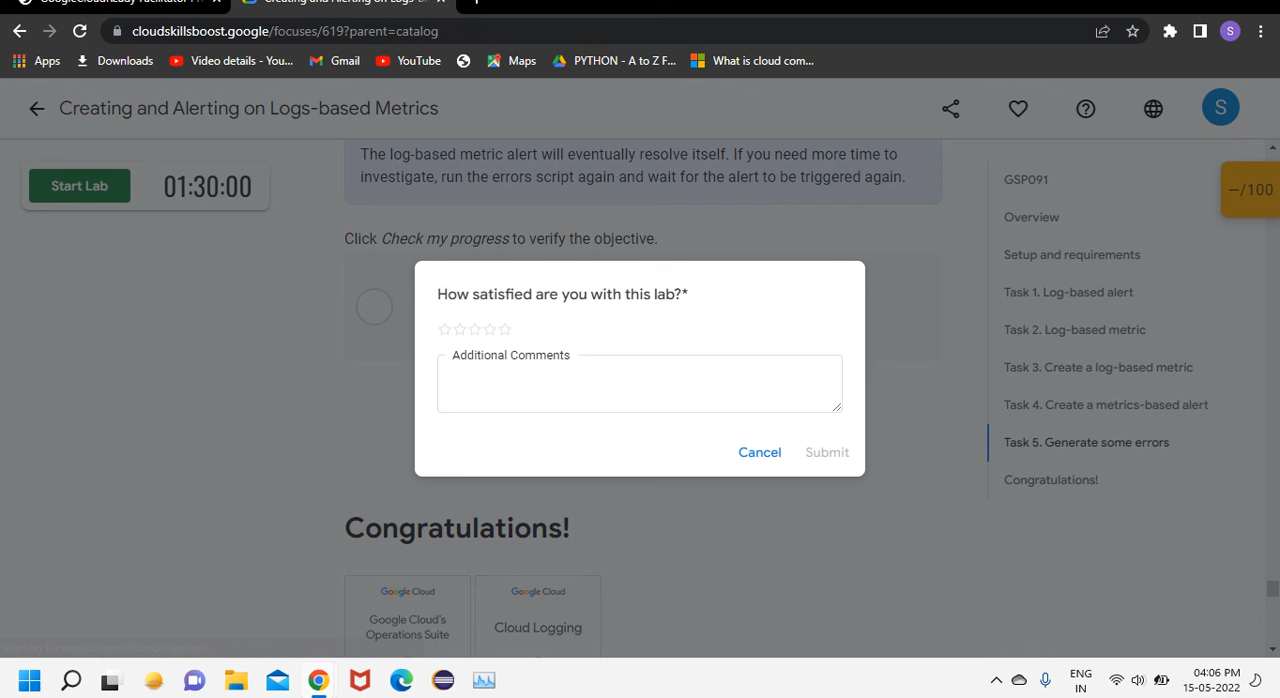 cloudskillsboost.google/focuses/619?parent=catalog
S
Apps Downloads Video details - You... Gmail YouTube Maps PYTHON - A to Z F... What is cloud com...
Creating and Alerting on Logs-based Metrics
S
The log-based metric alert will eventually resolve itself. If you need more time to
investigate, run the errors script again and wait for the alert to be triggered again.
Start Lab 01:30:00
GSP091
–/100
Overview
Click Check my progress to verify the objective.
Setup and requirements
How satisfied are you with this lab?*
Task 1. Log-based alert
Task 2. Log-based metric
Additional Comments
Task 3. Create a log-based metric
Task 4. Create a metrics-based alert
Task 5. Generate some errors
Cancel Submit
Congratulations!
Congratulations!
Google Cloud
Google Cloud's
Operations Suite
Google Cloud
Cloud Logging
ENG
IN
04:06 PM
15-05-2022